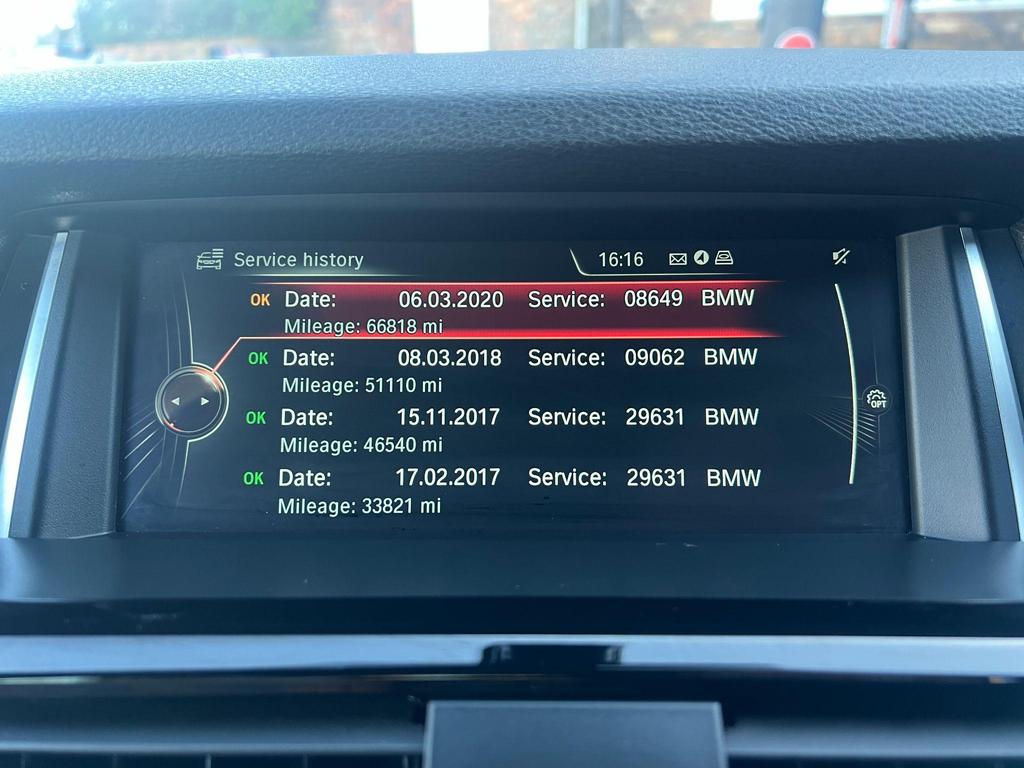 Service history 16:16
OK Date: 06.03.2020 Service: 08649 BMW
Mileage: 66818 mi
OK Date: 08.03.2018 Service: 09062 BMW
Mileage: 51110 mi
OPT
OK Date: 15.11.2017 Service: 29631 BMW
Mileage: 46540 mi
OK Date: 17.02.2017 Service: 29631 BMW
Mileage: 33821 mi